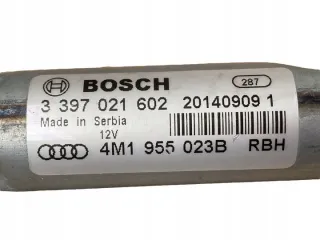 BOSCH 287
3 397 021 602 20140909 1
Made in Serbia
12V
4M1 955 023B RBH